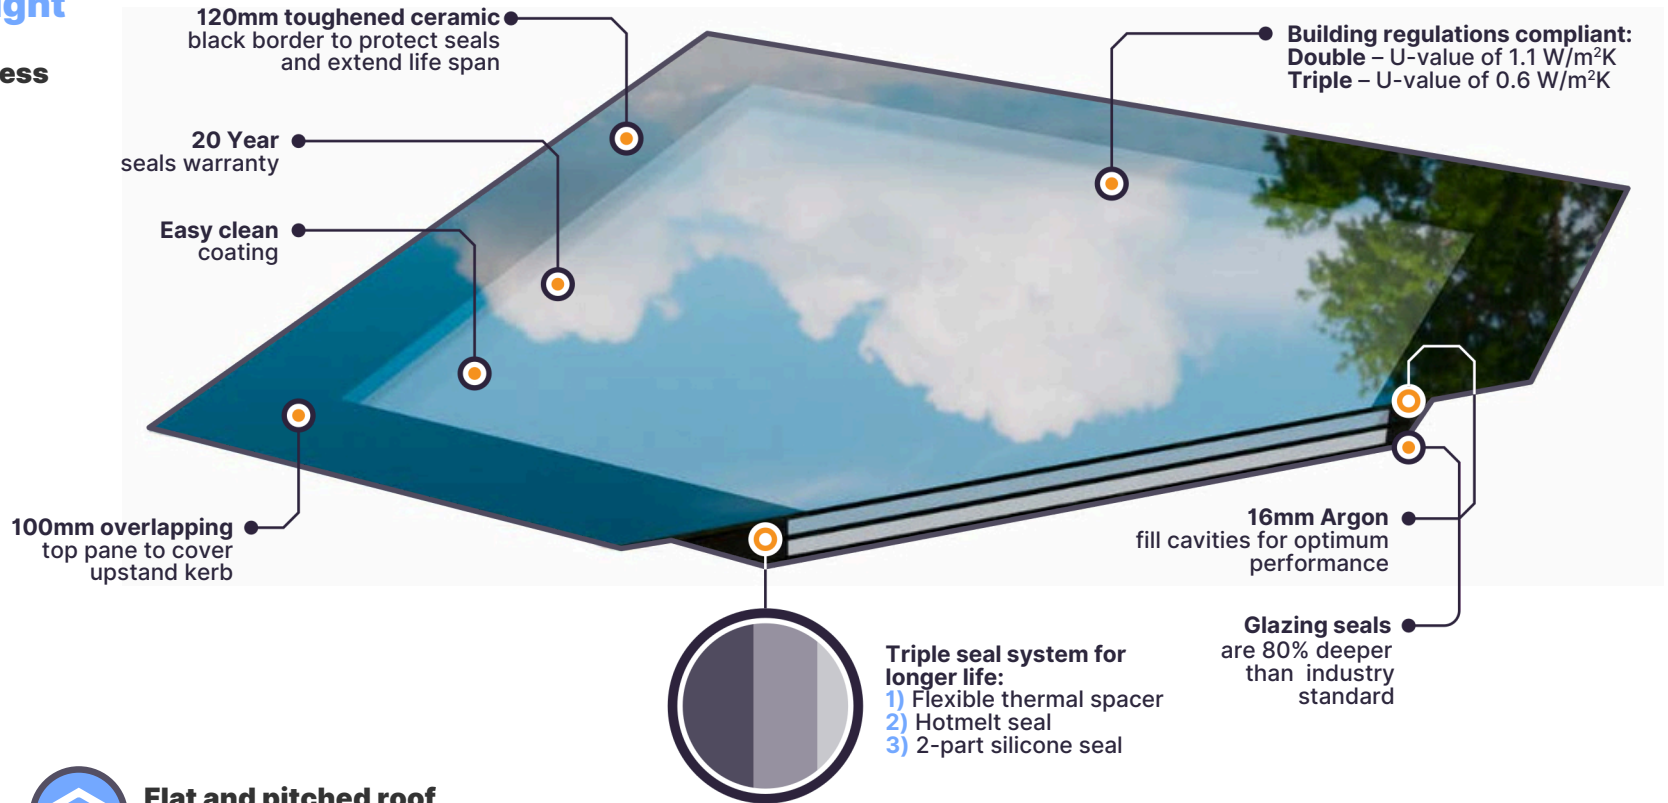 ight
ess
120mm toughened ceramic
black border to protect seals
and extend life span
Building regulations compliant:
Double – U-value of 1.1 W/m²K
Triple – U-value of 0.6 W/m²K
20 Year
seals warranty
Easy clean
coating
100mm overlapping
top pane to cover
upstand kerb
16mm Argon
fill cavities for optimum
performance
Glazing seals
are 80% deeper
than industry
standard
Triple seal system for
longer life:
1) Flexible thermal spacer
2) Hotmelt seal
3) 2-part silicone seal
Flat and pitched roof